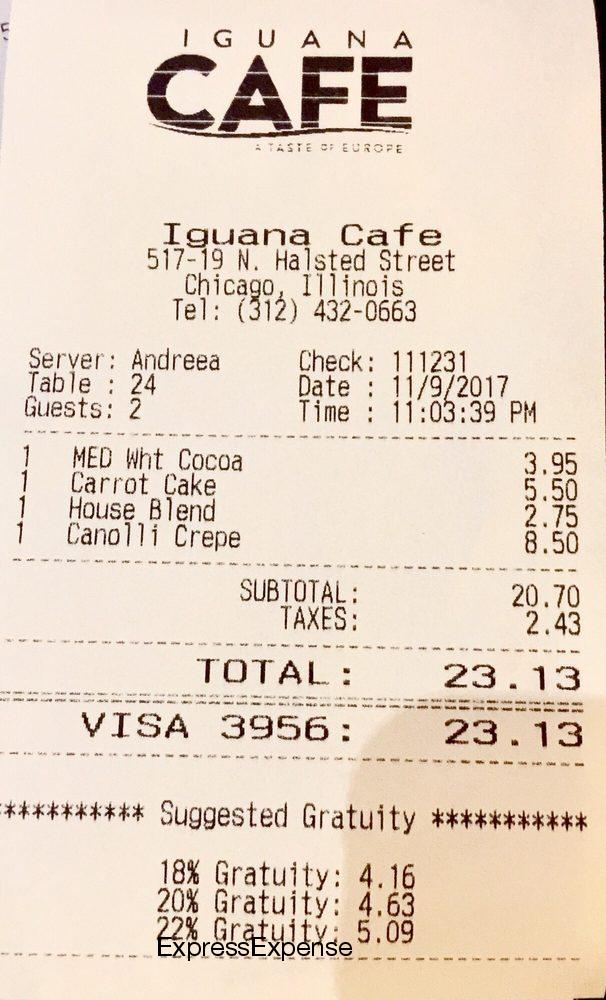 IGUANA
CAFE
A TASTE OF EUROPE
Iguana Cafe
517-19 N. Halsted Street
Chicago, Illinois
Tel: (312) 432-0663
Server: Andreea Check: 111231
Table : 24 Date : 11/9/2017
Guests: 2 Time : 11:03:39 PM
1 MED Wht Cocoa 3.95
1 Carrot Cake 5.50
1 House Blend 2.75
1 Canolli Crepe 8.50
SUBTOTAL: 20.70
TAXES: 2.43
TOTAL: 23.13
VISA 3956: 23.13
********** Suggested Gratuity ***********
18% Gratuity: 4.16
20% Gratuity: 4.63
22% Gratuity: 5.09
ExpressExpense